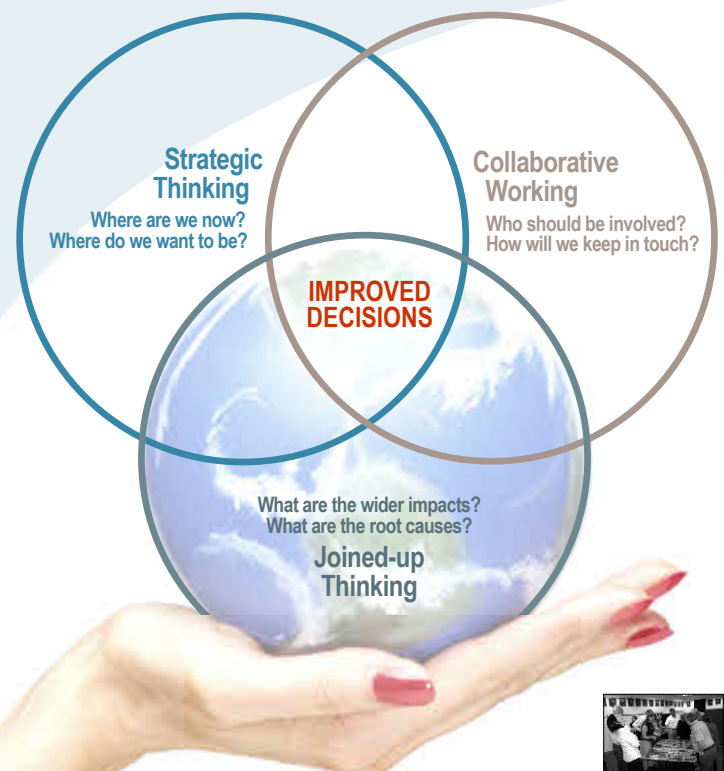 Strategic
Thinking
Where are we now?
Where do we want to be?
Collaborative
Working
Who should be involved?
How will we keep in touch?
IMPROVED
DECISIONS
What are the wider impacts?
What are the root causes?
Joined-up
Thinking